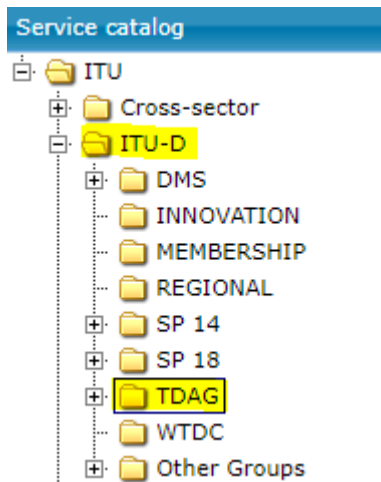 Service catalog
ITU
Cross-sector
ITU-D
DMS
INNOVATION
MEMBERSHIP
REGIONAL
SP 14
SP 18
TDAG
WTDC
Other Groups